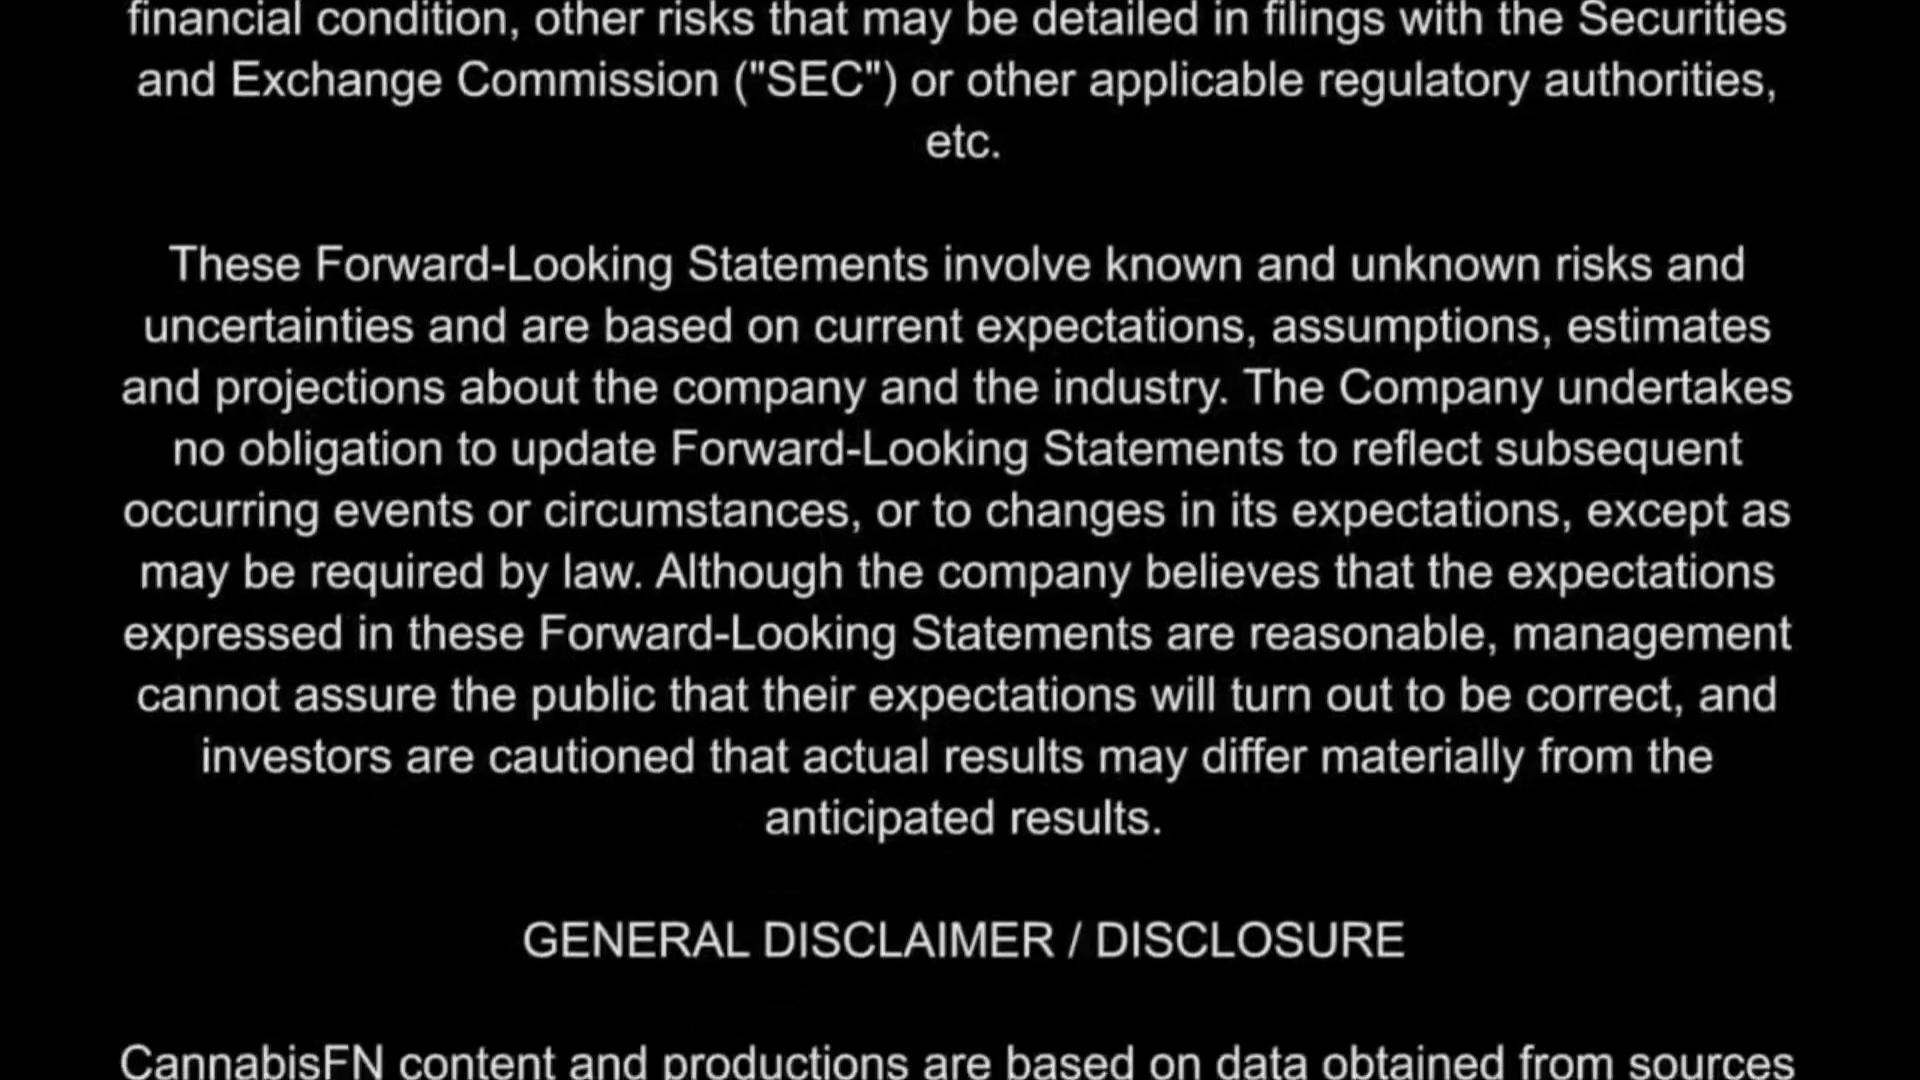 financial condition, other risks that may be detailed in filings with the Securities
and Exchange Commission ("SEC") or other applicable regulatory authorities,
etc.
These Forward-Looking Statements involve known and unknown risks and
uncertainties and are based on current expectations, assumptions, estimates
and projections about the company and the industry. The Company undertakes
no obligation to update Forward-Looking Statements to reflect subsequent
occurring events or circumstances, or to changes in its expectations, except as
may be required by law. Although the company believes that the expectations
expressed in these Forward-Looking Statements are reasonable, management
cannot assure the public that their expectations will turn out to be correct, and
investors are cautioned that actual results may differ materially from the
anticipated results.
GENERAL DISCLAIMER / DISCLOSURE
CannabisFN content and productions are based on data obtained from sources